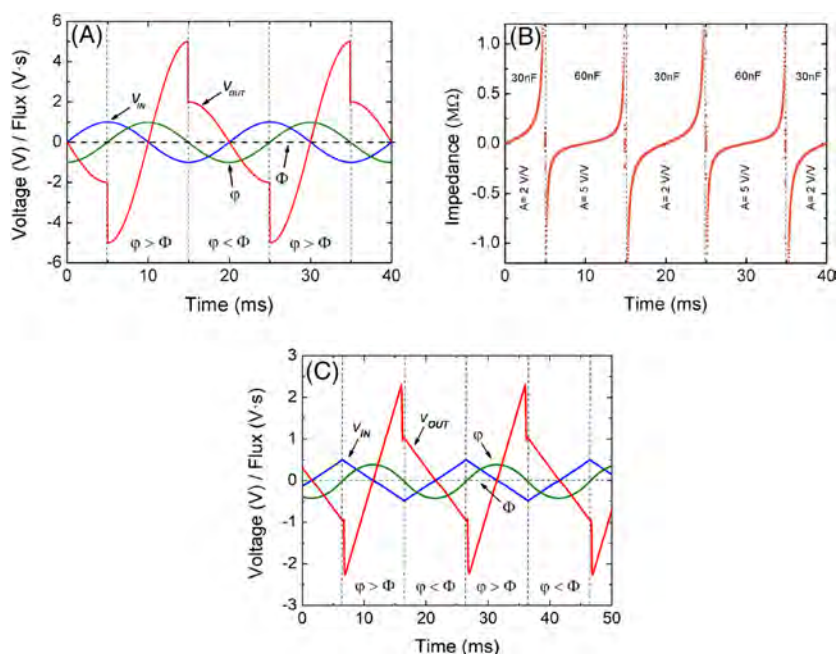 (A)
Voltage (V) / Flux (V·s)
6
4
2
0
-2
-4
-6
V_IN
V_OUT
Φ
φ
φ > Φ
φ < Φ
φ > Φ
0
10
20
30
40
Time (ms)
(B)
Impedance (MΩ)
1.0
0.5
0.0
-0.5
-1.0
30nF
60nF
30nF
60nF
30nF
A= 2 V/V
A= 5 V/V
A= 2 V/V
A= 5 V/V
A= 2 V/V
0
10
20
30
40
Time (ms)
(C)
Voltage (V) / Flux (V·s)
3
2
1
0
-1
-2
-3
V_IN
V_OUT
φ
Φ
φ > Φ
φ < Φ
φ > Φ
φ < Φ
0
10
20
30
40
50
Time (ms)